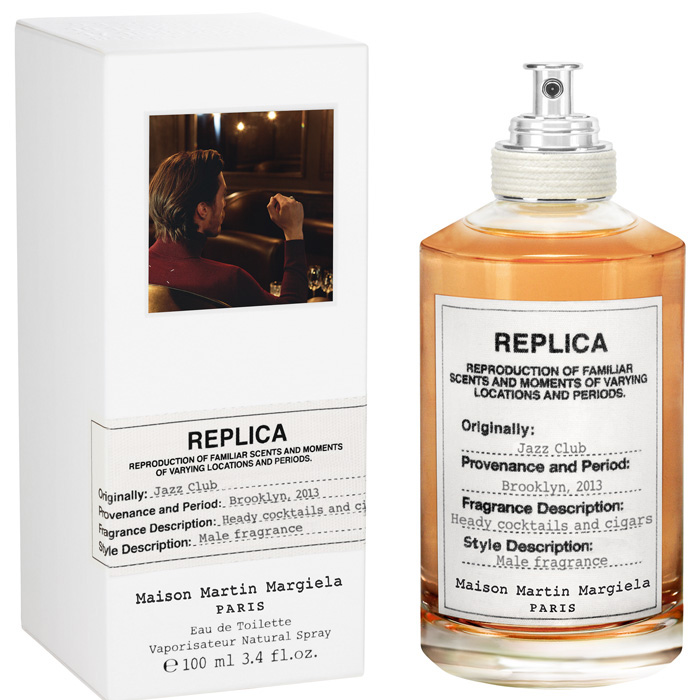 REPLICA
REPRODUCTION OF FAMILIAR SCENTS AND MOMENTS
OF VARYING LOCATIONS AND PERIODS.
Originally: Jazz Club
Provenance and Period: Brooklyn, 2013
Fragrance Description: Heady cocktails and ci
Style Description: Male fragrance
Maison Martin Margiela
PARIS
Eau de Toilette
Vaporisateur Natural Spray
℮ 100 ml 3.4 fl.oz.
REPLICA
REPRODUCTION OF FAMILIAR
SCENTS AND MOMENTS OF VARYING
LOCATIONS AND PERIODS.
Originally:
Jazz Club
Provenance and Period:
Brooklyn, 2013
Fragrance Description:
Heady cocktails and cigars
Style Description:
Male fragrance
Maison Martin Margiela
PARIS